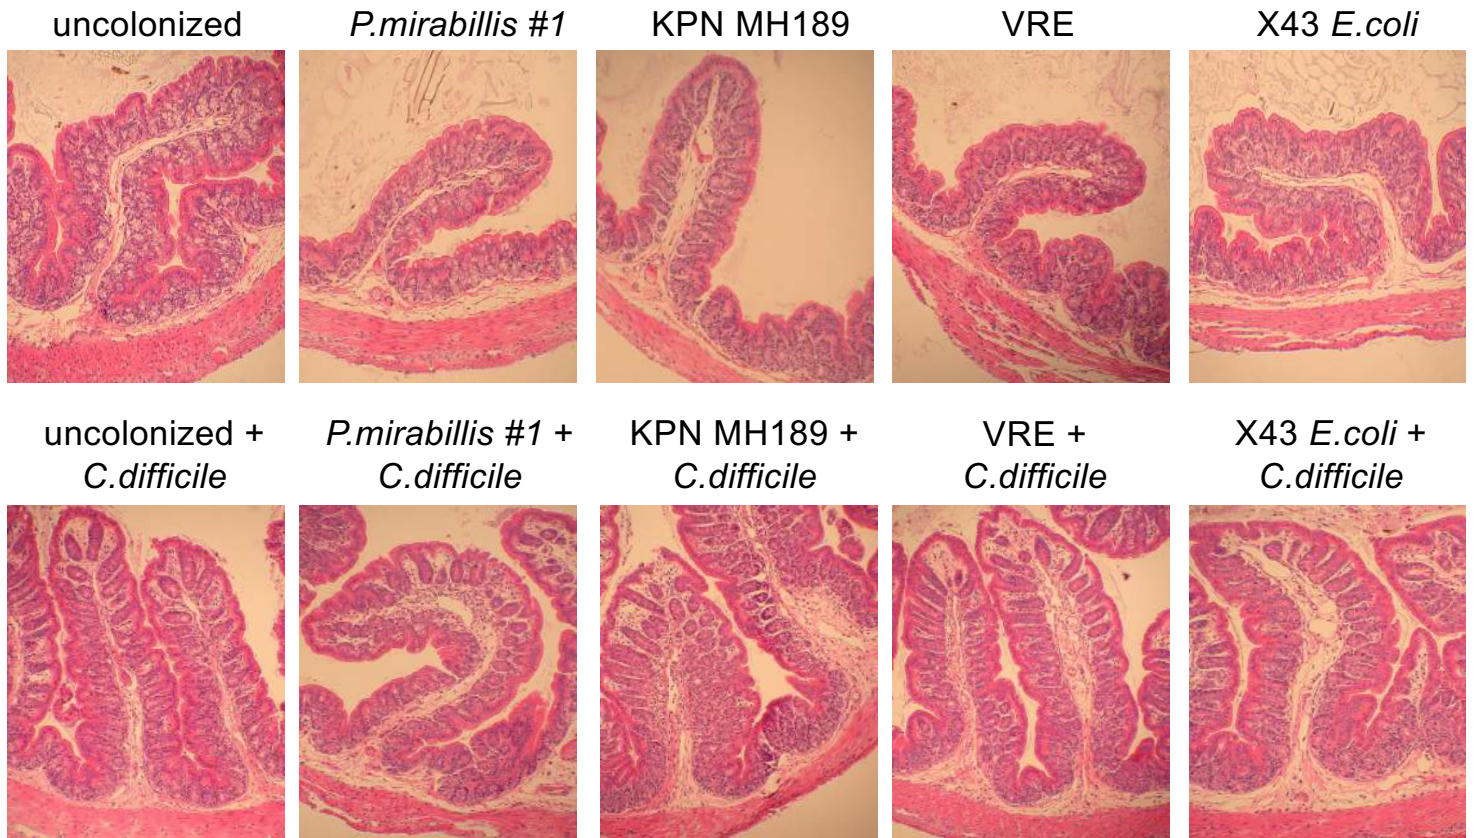 uncolonized
P.mirabillis #1
KPN MH189
VRE
X43 E.coli
uncolonized +
C.difficile
P.mirabillis #1 +
C.difficile
KPN MH189 +
C.difficile
VRE +
C.difficile
X43 E.coli +
C.difficile